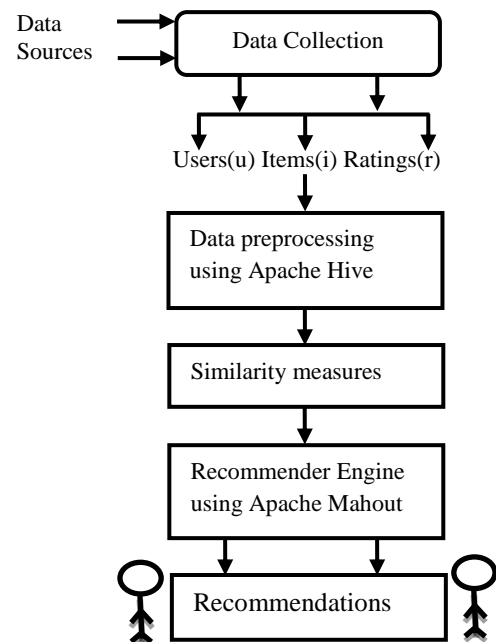 Data
Sources
Data Collection
Users(u) Items(i) Ratings(r)
Data preprocessing
using Apache Hive
Similarity measures
Recommender Engine
using Apache Mahout
Recommendations